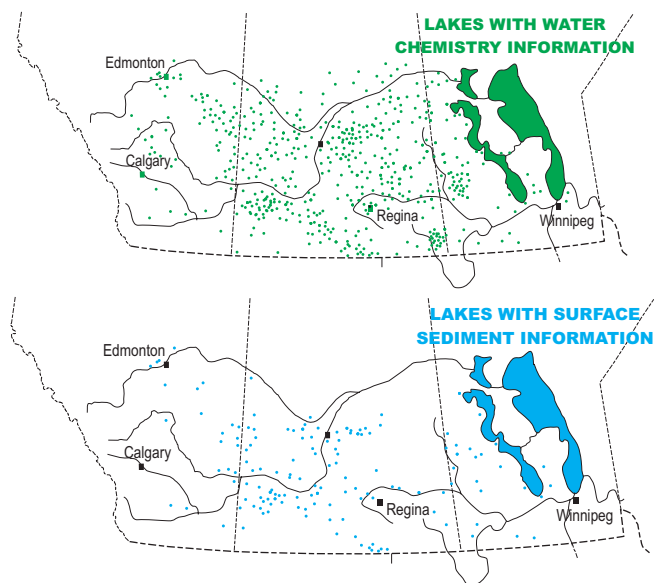 LAKES WITH WATER
CHEMISTRY INFORMATION
Edmonton
Calgary
Regina
Winnipeg
LAKES WITH SURFACE
SEDIMENT INFORMATION
Edmonton
Calgary
Regina
Winnipeg